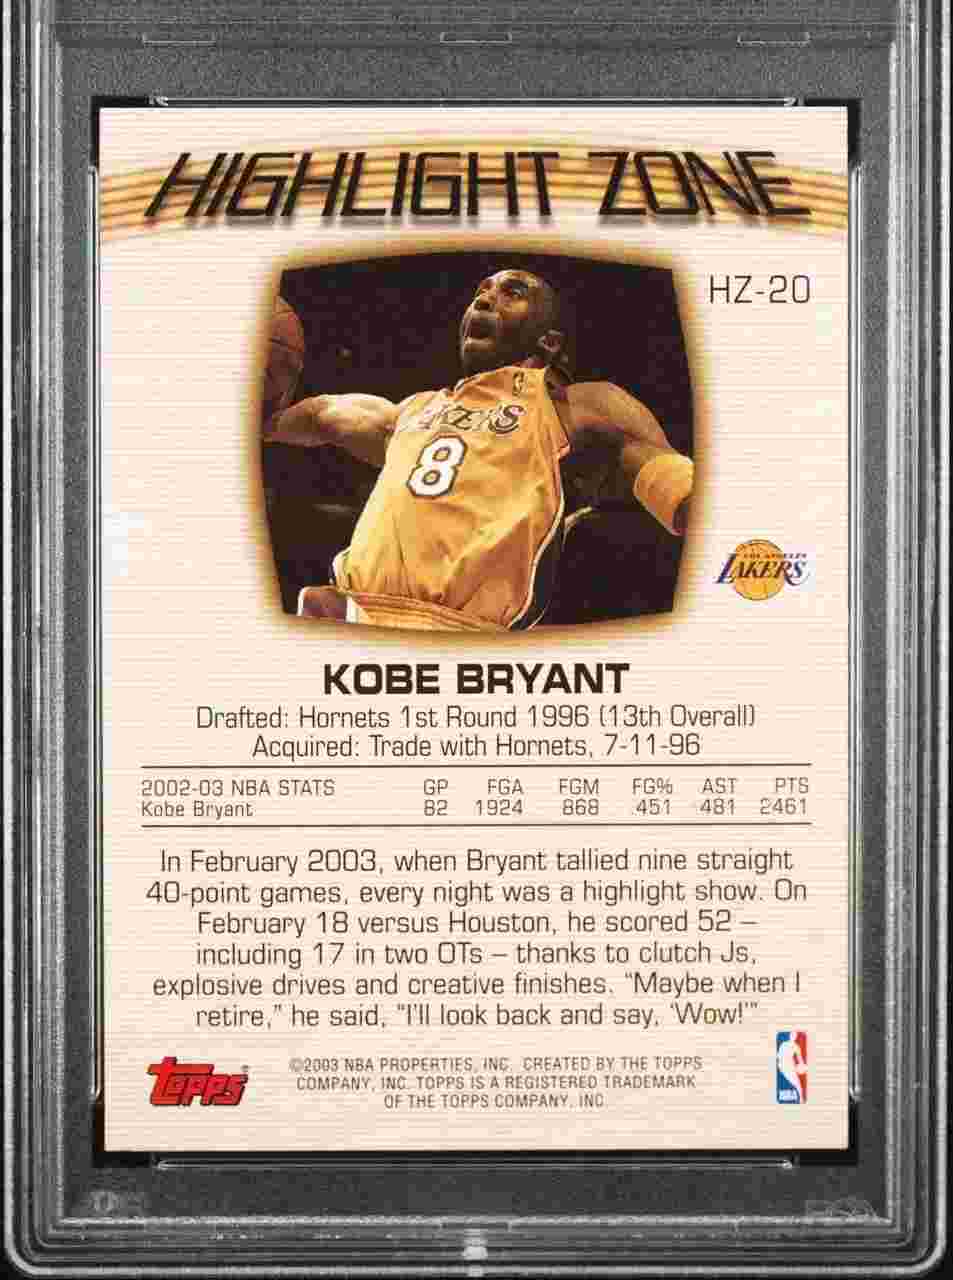 HIGHLIGHT ZONE
HZ-20
LAKERS
8
LOS ANGELES
LAKERS
KOBE BRYANT
Drafted: Hornets 1st Round 1996 (13th Overall)
Acquired: Trade with Hornets, 7-11-96
2002-03 NBA STATS GP FGA FGM FG% AST PTS
Kobe Bryant 82 1924 868 .451 481 2461
In February 2003, when Bryant tallied nine straight
40-point games, every night was a highlight show. On
February 18 versus Houston, he scored 52 –
including 17 in two OTs – thanks to clutch Js,
explosive drives and creative finishes. “Maybe when I
retire,” he said, “I'll look back and say, ‘Wow!’”
Topps®
©2003 NBA PROPERTIES, INC. CREATED BY THE TOPPS
COMPANY, INC. TOPPS IS A REGISTERED TRADEMARK
OF THE TOPPS COMPANY, INC.
NBA